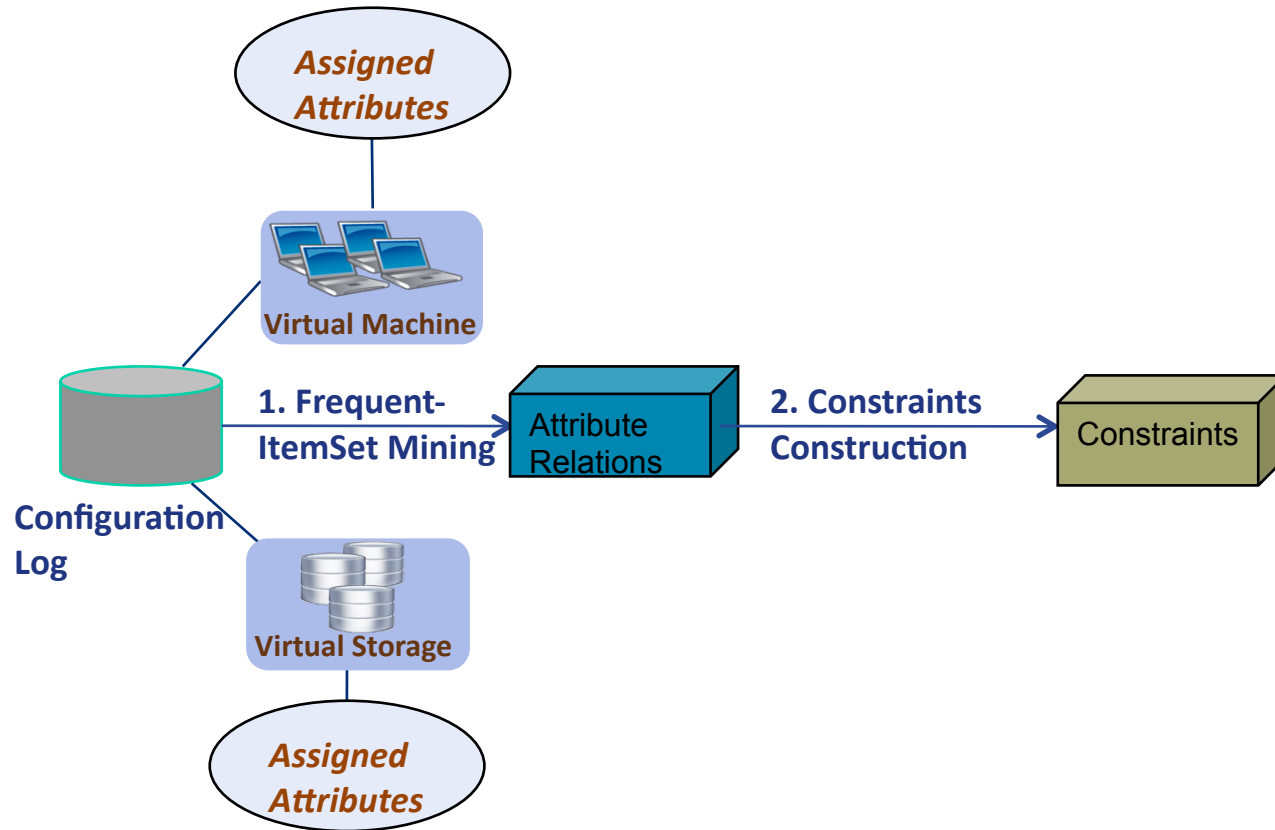 Assigned
Attributes
Virtual Machine
1. Frequent-
ItemSet Mining
Attribute
Relations
2. Constraints
Construction
Constraints
Configuration
Log
Virtual Storage
Assigned
Attributes